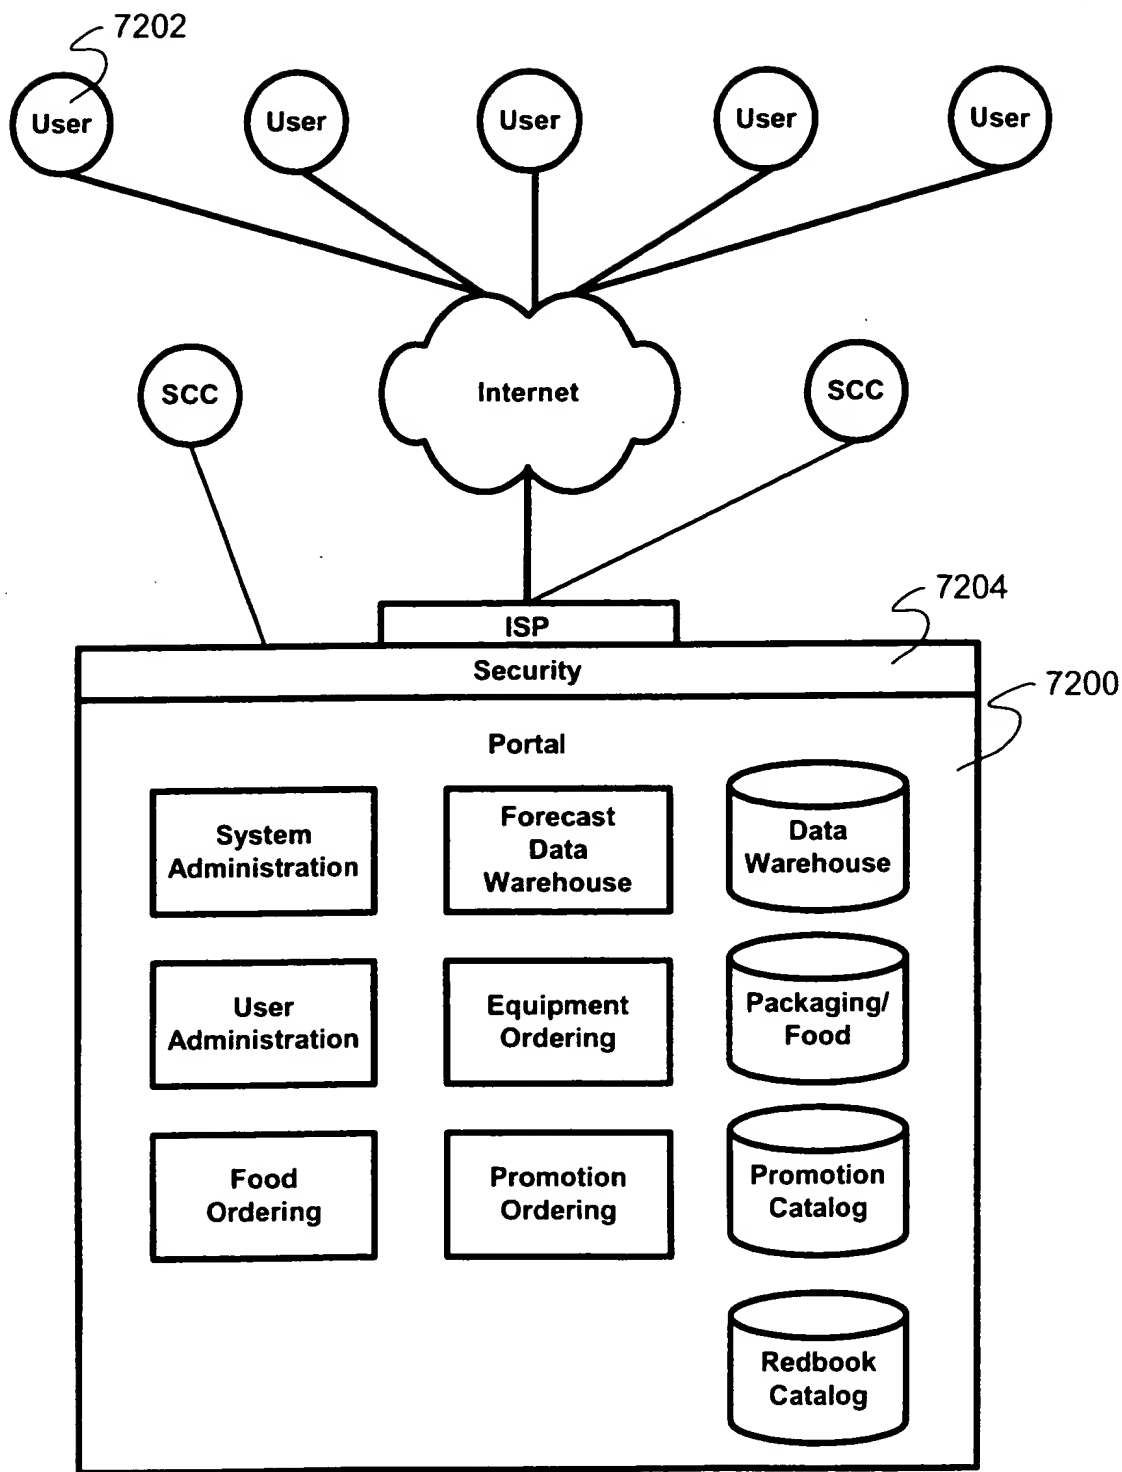 7202
User
User
User
User
User
SCC
Internet
SCC
ISP
7204
Security
7200
Portal
System
Administration
Forecast
Data
Warehouse
Data
Warehouse
User
Administration
Equipment
Ordering
Packaging/
Food
Food
Ordering
Promotion
Ordering
Promotion
Catalog
Redbook
Catalog